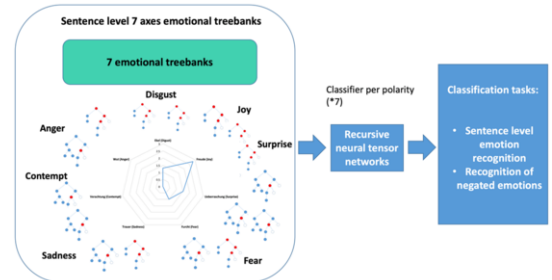 Sentence level 7 axes emotional treebanks
7 emotional treebanks
Disgust
Joy
Anger
Surprise
Contempt
Sadness
Fear
Classifier per polarity
(*7)
Recursive
neural tensor
networks
Classification tasks:
• Sentence level
emotion
recognition
• Recognition of
negated emotions